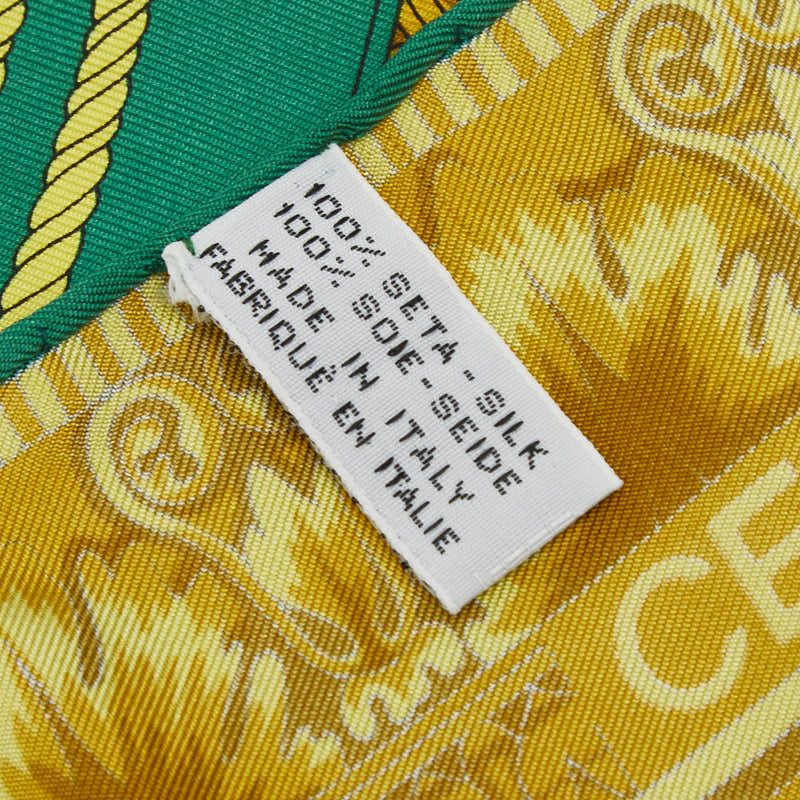 100% SETA-SILK
100% SOIE-SEIDE
MADE IN ITALY
FABRIQUÉ EN ITALIE
CE